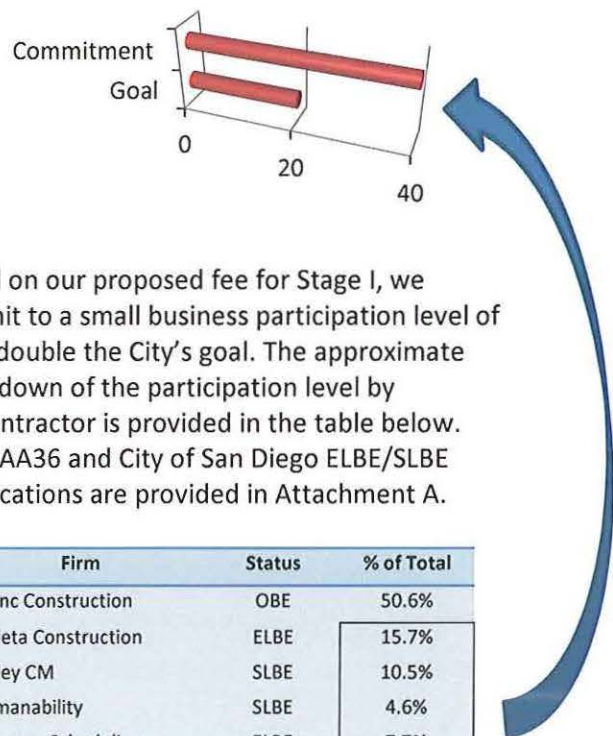 Commitment
Goal
0
20
40
on our proposed fee for Stage I, we
to a small business participation level of
double the City's goal. The approximate
down of the participation level by
ntractor is provided in the table below.
AA36 and City of San Diego ELBE/SLBE
ications are provided in Attachment A.
Firm Status % of Total
nc Construction OBE 50.6%
eta Construction ELBE 15.7%
ey CM SLBE 10.5%
manability SLBE 4.6%